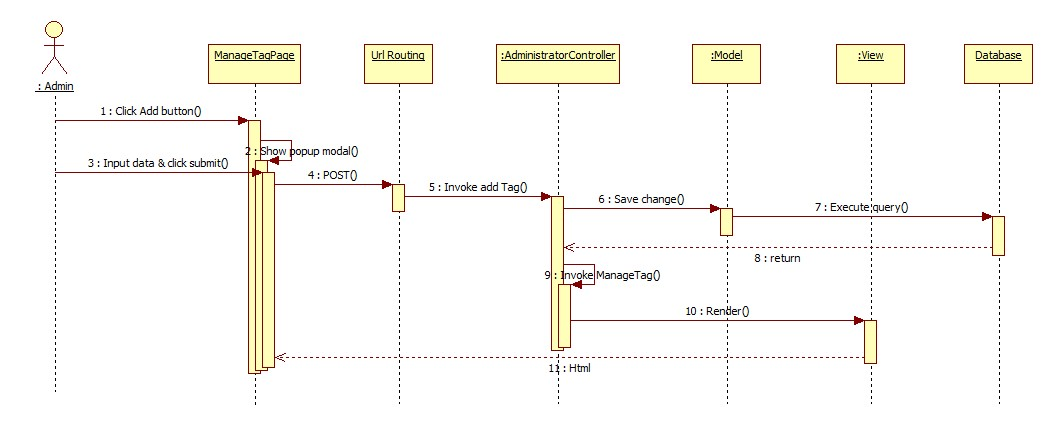 ManageTagPage
Url Routing
:AdministratorController
:Model
:View
Database
: Admin
1 : Click Add button()
2 : Show popup modal()
3 : Input data & click submit()
4 : POST()
5 : Invoke add Tag()
6 : Save change()
7 : Execute query()
8 : return
9 : Invoke ManageTag()
10 : Render()
11 : Html